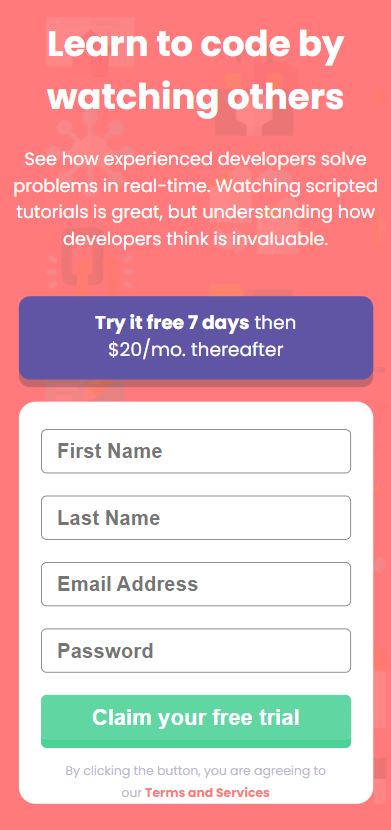 Learn to code by
watching others
See how experienced developers solve
problems in real-time. Watching scripted
tutorials is great, but understanding how
developers think is invaluable.
Try it free 7 days then
$20/mo. thereafter
First Name
Last Name
Email Address
Password
Claim your free trial
By clicking the button, you are agreeing to
our Terms and Services